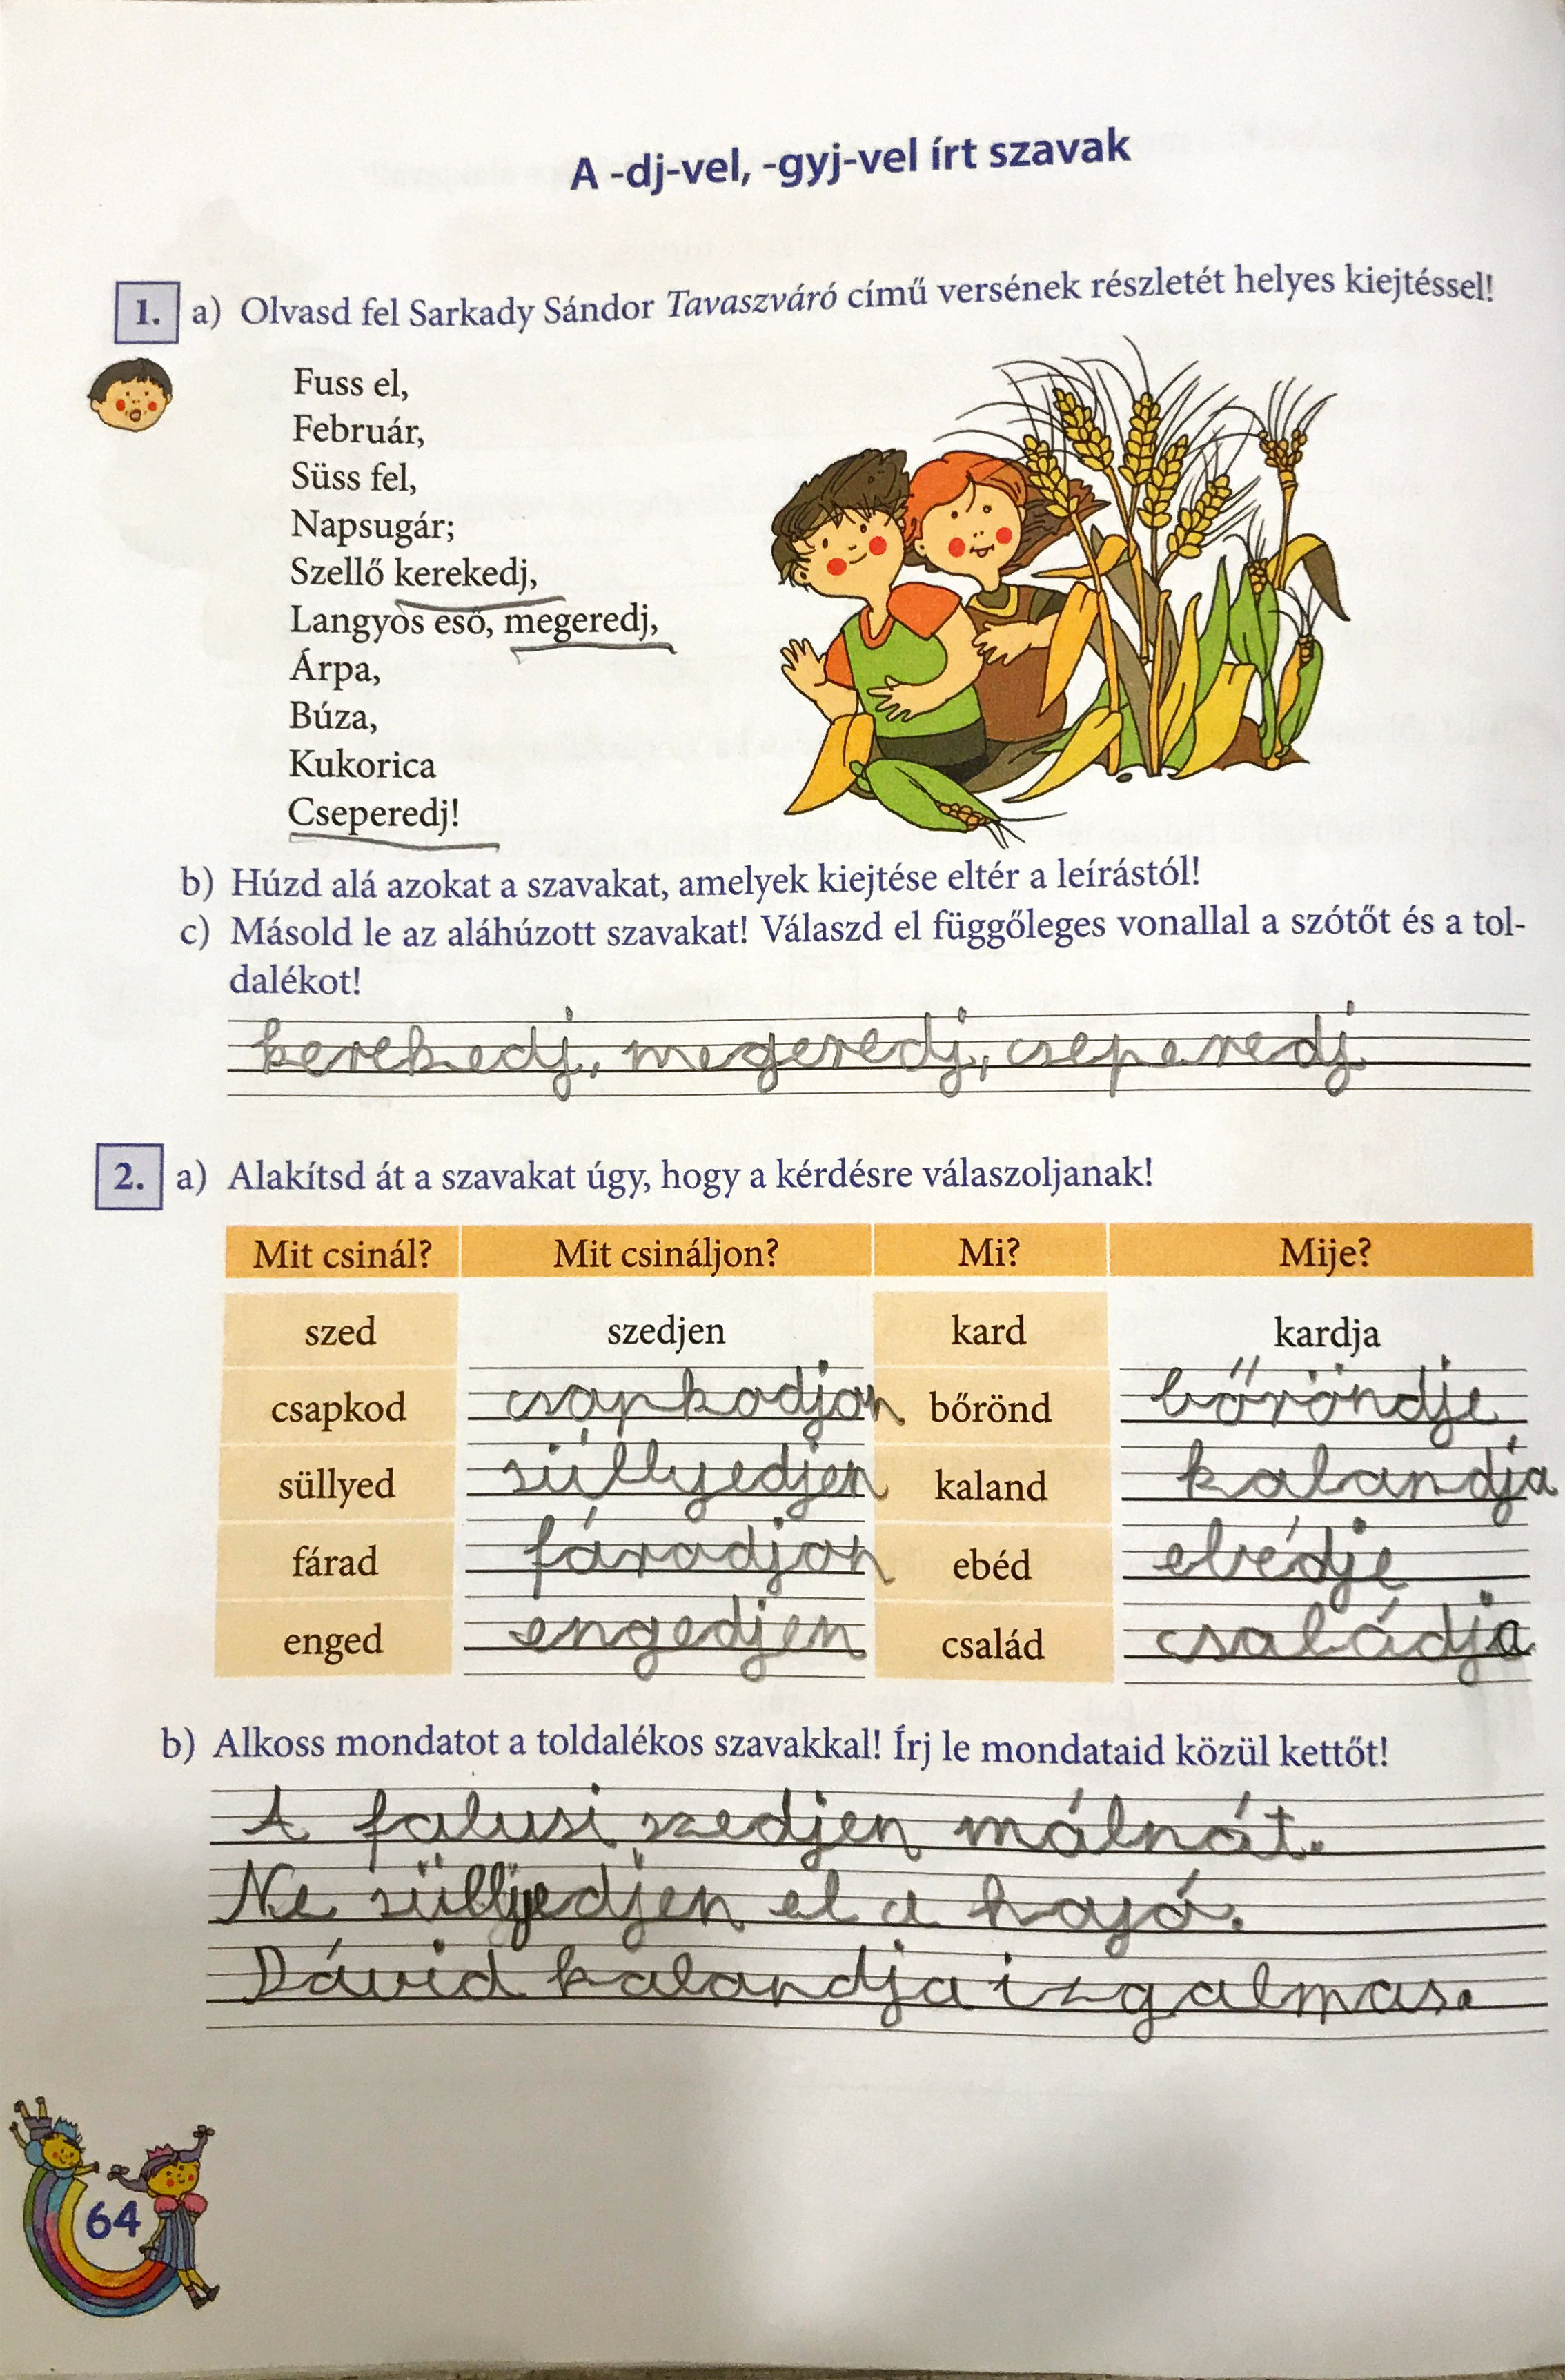 A -dj-vel, -gyj-vel írt szavak
1. a) Olvasd fel Sarkady Sándor Tavaszváró című versének részletét helyes kiejtéssel!
Fuss el,
Február,
Süss fel,
Napsugár;
Szellő kerekedj,
Langyos eső, megeredj,
Árpa,
Búza,
Kukorica
Cseperedj!
b) Húzd alá azokat a szavakat, amelyek kiejtése eltér a leírástól!
c) Másold le az aláhúzott szavakat! Válaszd el függőleges vonallal a szótőt és a tol-
dalékot!
kerekedj, megeredj, cseperedj
2. a) Alakítsd át a szavakat úgy, hogy a kérdésre válaszoljanak!
Mit csinál? Mit csináljon? Mi? Mije?
szed szedjen kard kardja
csapkod csapkodjon bőrönd bőröndje
süllyed süllyedjen kaland kalandja
fárad fáradjon ebéd ebédje
enged engedjen család családja
b) Alkoss mondatot a toldalékos szavakkal! Írj le mondataid közül kettőt!
A falusi szedjen málnát.
Ne süllyedjen el a hajó.
Dávid kalandja izgalmas.
64